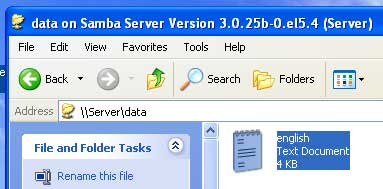 data on Samba Server Version 3.0.25b-0.el5.4 (Server)
File Edit View Favorites Tools Help
Back Search Folders
Address \\Server\data
File and Folder Tasks
Rename this file
english
Text Document
4 KB